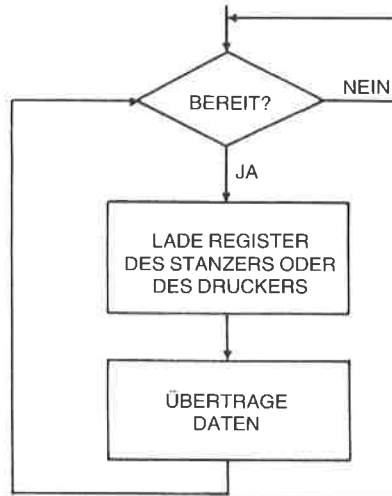 BEREIT?
NEIN
JA
LADE REGISTER
DES STANZERS ODER
DES DRUCKERS
ÜBERTRAGE
DATEN